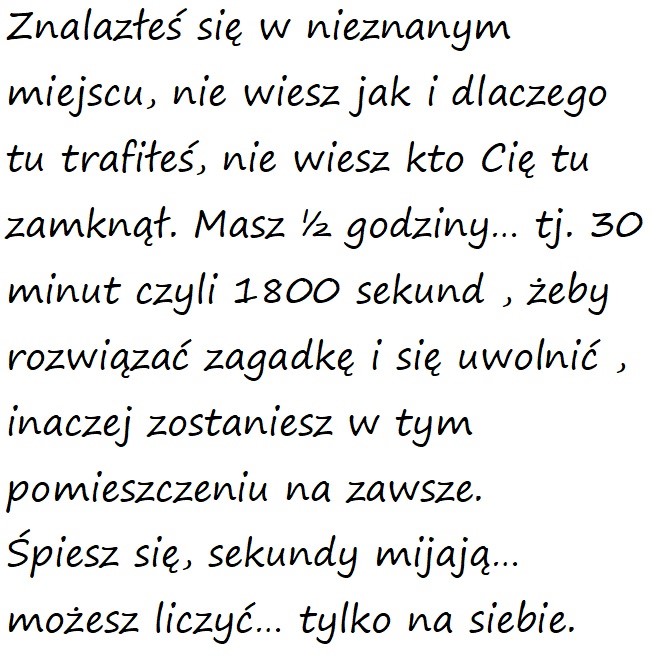 Znalazłeś się w nieznanym
miejscu, nie wiesz jak i dlaczego
tu trafiłeś, nie wiesz kto Cię tu
zamknął. Masz ½ godziny... tj. 30
minut czyli 1800 sekund , żeby
rozwiązać zagadkę i się uwolnić ,
inaczej zostaniesz w tym
pomieszczeniu na zawsze.
Śpiesz się, sekundy mijają...
możesz liczyć... tylko na siebie.